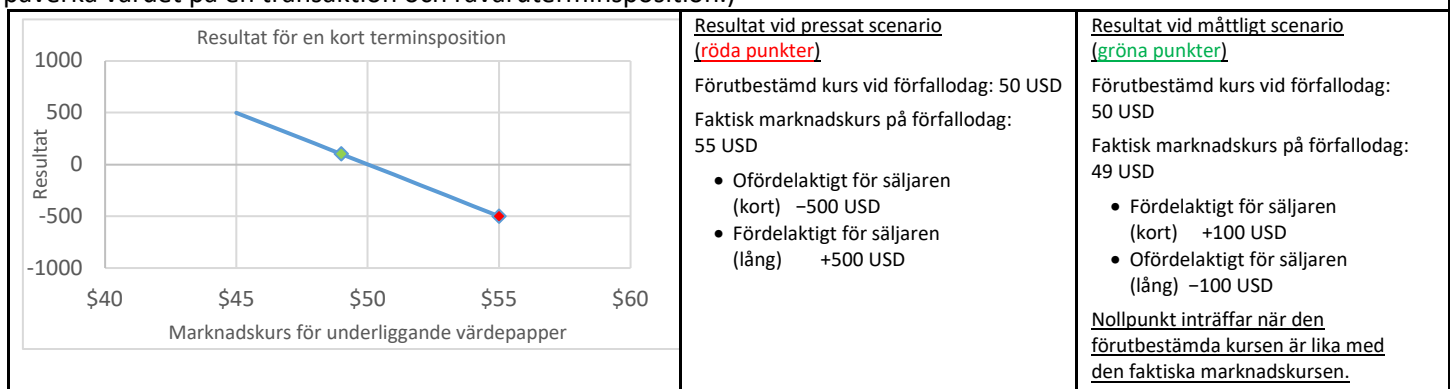 påverka värdet på en transaktion och råvaruterminsposition.)
Resultat för en kort terminsposition
1000
500
0
-500
-1000
Resultat
$40 $45 $50 $55 $60
Marknadskurs för underliggande värdepapper
Resultat vid pressat scenario
(röda punkter)
Förutbestämd kurs vid förfallodag: 50 USD
Faktisk marknadskurs på förfallodag:
55 USD
• Ofördelaktigt för säljaren
(kort) −500 USD
• Fördelaktigt för säljaren
(lång) +500 USD
Resultat vid måttligt scenario
(gröna punkter)
Förutbestämd kurs vid förfallodag:
50 USD
Faktisk marknadskurs på förfallodag:
49 USD
• Fördelaktigt för säljaren
(kort) +100 USD
• Ofördelaktigt för säljaren
(lång) −100 USD
Nollpunkt inträffar när den
förutbestämda kursen är lika med
den faktiska marknadskursen.